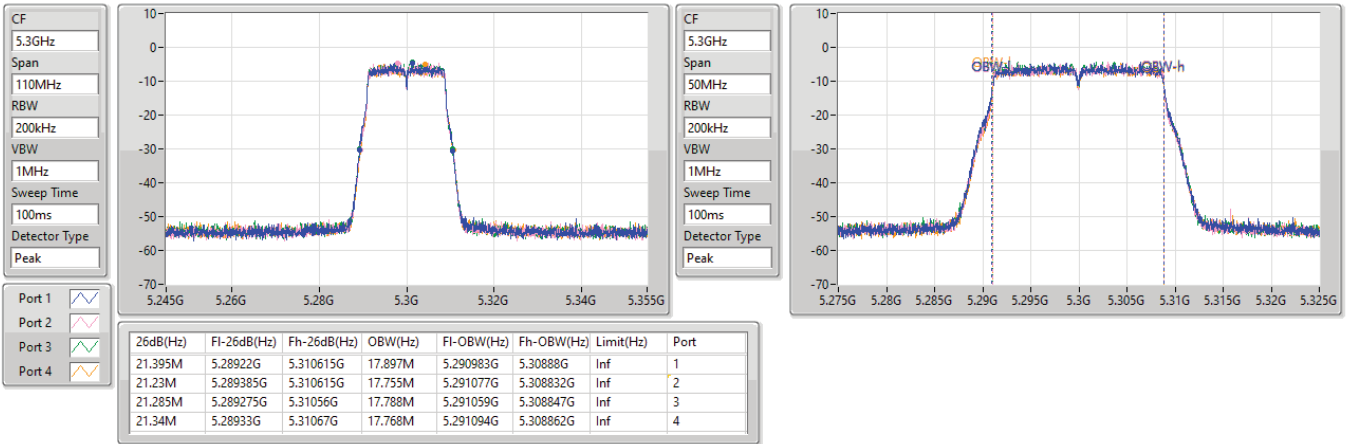 CF
5.3GHz
Span
110MHz
RBW
200kHz
VBW
1MHz
Sweep Time
100ms
Detector Type
Peak
10
0
-10
-20
-30
-40
-50
-60
-70
5.245G 5.26G 5.28G 5.3G 5.32G 5.34G 5.355G
CF
5.3GHz
Span
50MHz
RBW
200kHz
VBW
1MHz
Sweep Time
100ms
Detector Type
Peak
10
0
-10
-20
-30
-40
-50
-60
-70
OBW-h
5.275G 5.28G 5.285G 5.29G 5.295G 5.3G 5.305G 5.31G 5.315G 5.32G 5.325G
Port 1
Port 2
Port 3
Port 4
26dB(Hz) Fl-26dB(Hz) Fh-26dB(Hz) OBW(Hz) Fl-OBW(Hz) Fh-OBW(Hz) Limit(Hz) Port
21.395M 5.28922G 5.310615G 17.897M 5.290983G 5.30888G Inf 1
21.23M 5.289385G 5.310615G 17.755M 5.291077G 5.308832G Inf 2
21.285M 5.289275G 5.31056G 17.788M 5.291059G 5.308847G Inf 3
21.34M 5.28933G 5.31067G 17.768M 5.291094G 5.308862G Inf 4